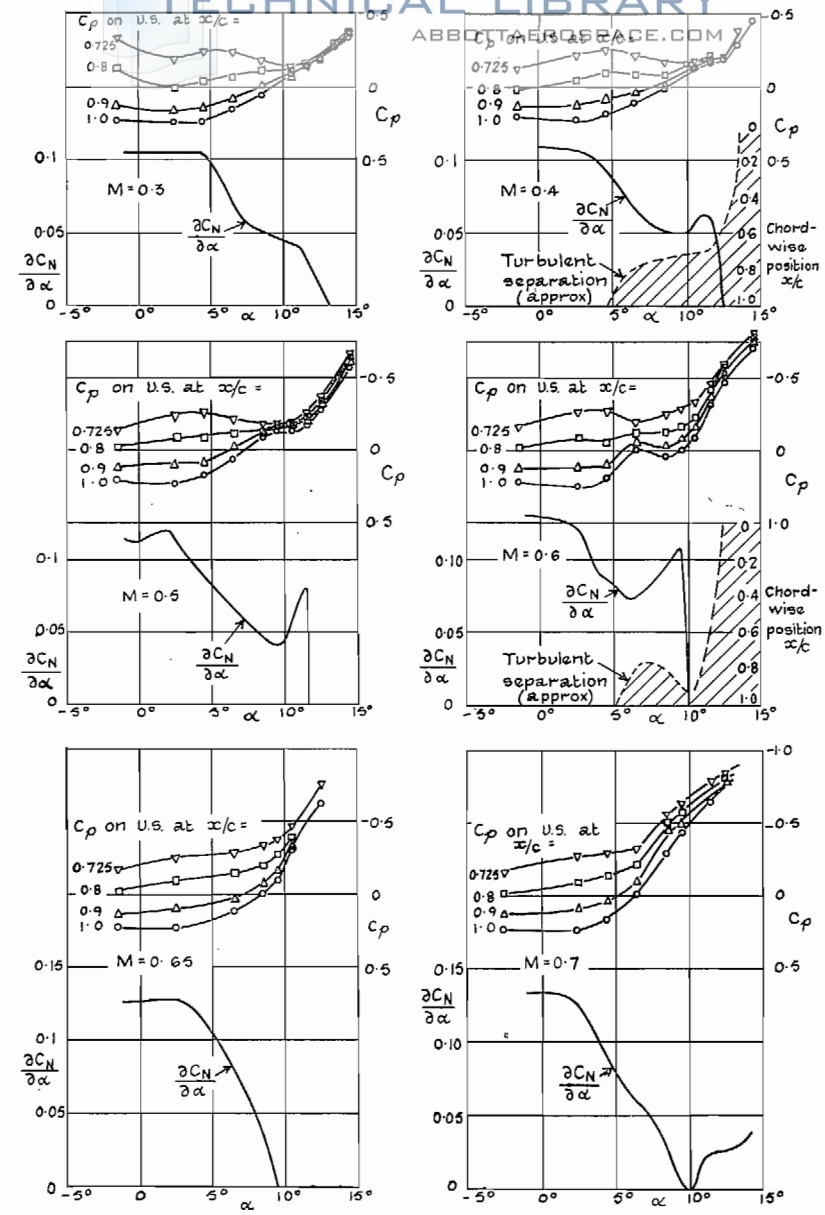 TECHNICAL LIBRARY
ABBOTTAEROSPACE.COM
Cp on U.S. at x/c =
0·725
0·8
0·9
1·0
-0·5
0
Cp
0·5
0·1
M = 0·3
∂CN/∂α
0·05
∂CN/∂α
0
-5° 0° 5° α 10° 15°
Cp on U.S. at x/c =
0·725
0·8
0·9
1·0
-0·5
0
Cp
0·5
0·1
M = 0·4
∂CN/∂α
0·05
∂CN/∂α
0
Turbulent
separation
(approx)
0
0·2
0·4
0·6
0·8
1·0
Chord-
wise
position
x/c
-5° 0° 5° α 10° 15°
Cp on U.S. at x/c =
0·725
0·8
0·9
1·0
-0·5
0
Cp
0·5
0·1
M = 0·5
∂CN/∂α
0·05
∂CN/∂α
0
-5° 0° 5° α 10° 15°
Cp on U.S. at x/c=
0·725
0·8
0·9
1·0
-0·5
0
Cp
1·0
0·10
M = 0·6
∂CN/∂α
0·05
∂CN/∂α
0
Turbulent
separation
(approx)
0
0·2
0·4
0·6
0·8
1·0
Chord-
wise
position
x/c
-5° 0° 5° α 10° 15°
Cp on U.S. at x/c=
0·725
0·8
0·9
1·0
-0·5
0
Cp
0·5
0·15
M = 0·65
0·1
∂CN/∂α
∂CN/∂α
0·05
0
-5° 0 5° α 10° 15°
Cp on U.S. at
x/c =
0·725
0·8
0·9
1·0
-1·0
-0·5
0
Cp
0·5
0·15
M = 0·7
∂CN/∂α
0·10
∂CN/∂α
0·05
0
-5° 0 5° α 10° 15°